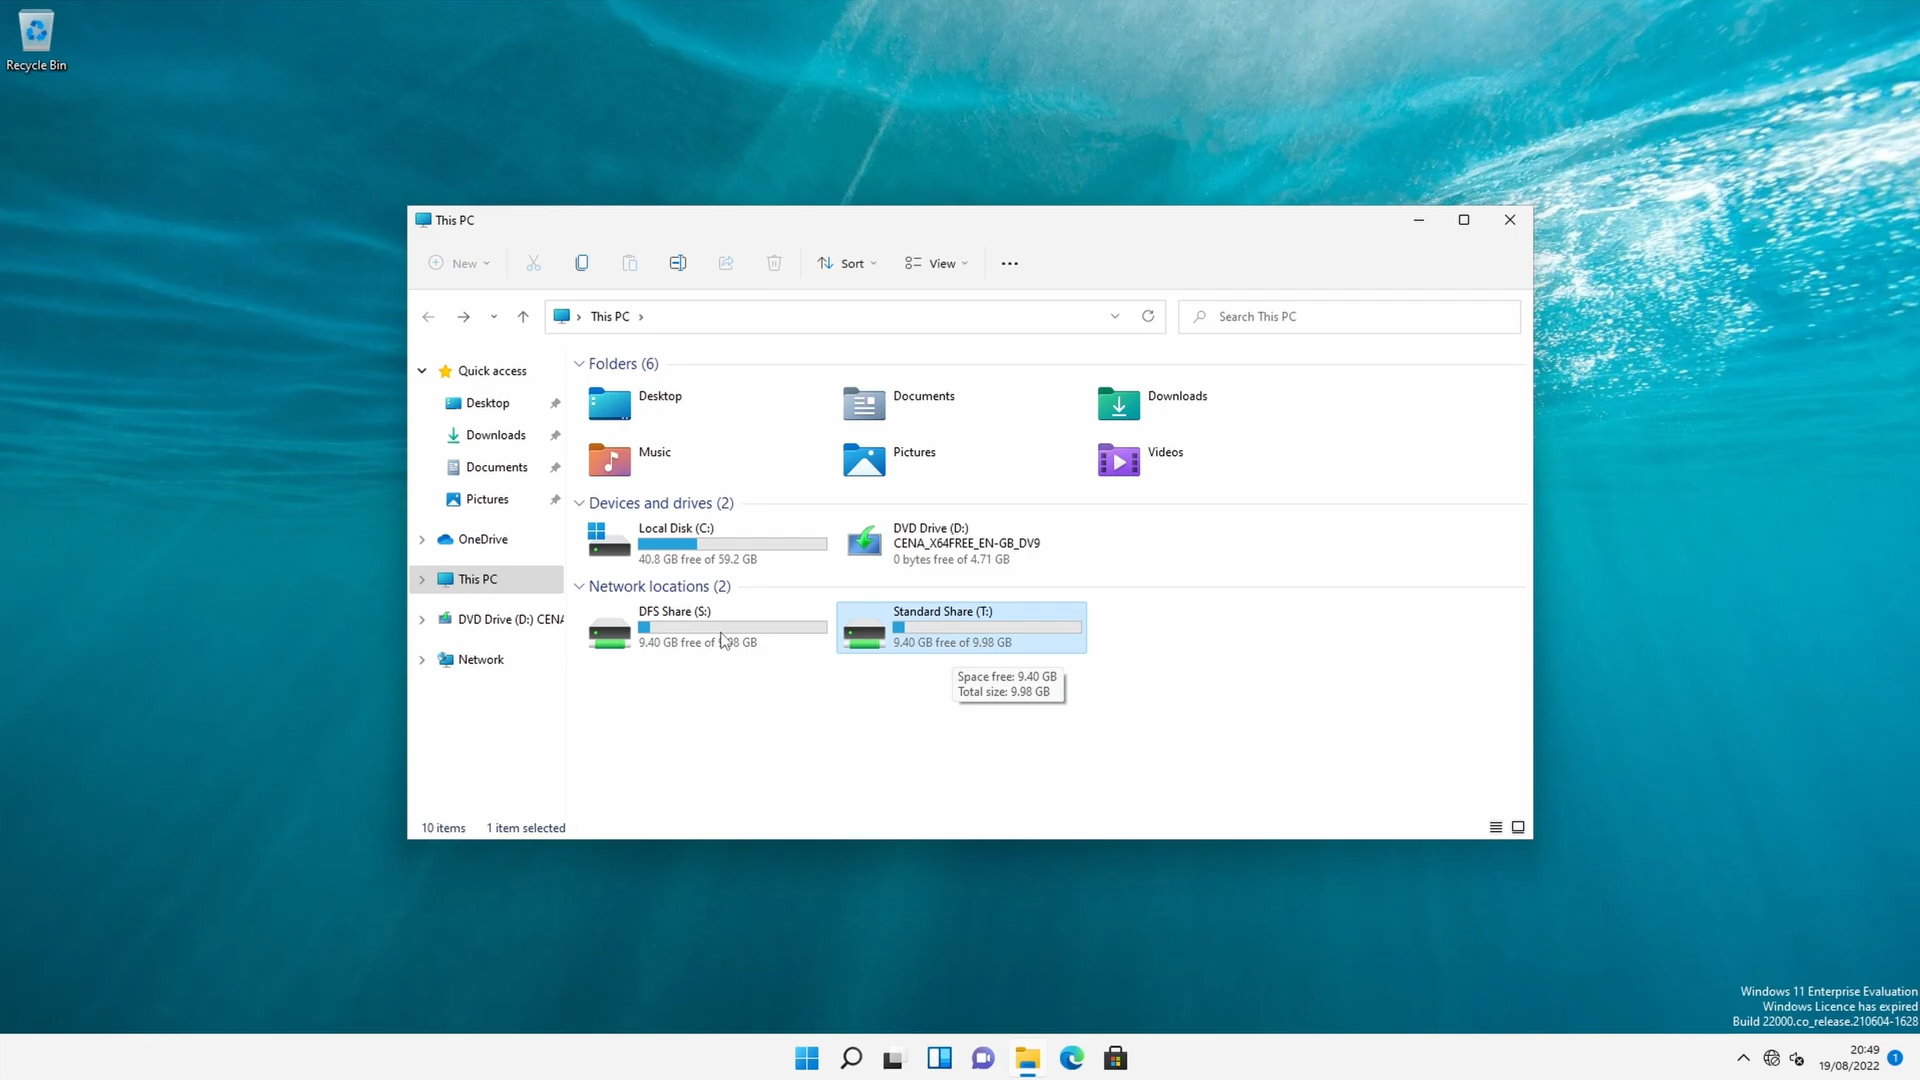 Recycle Bin
This PC
New
Sort
View
This PC
Search This PC
Quick access
Desktop
Downloads
Documents
Pictures
OneDrive
This PC
DVD Drive (D:) CENA
Network
Folders (6)
Desktop
Documents
Downloads
Music
Pictures
Videos
Devices and drives (2)
Local Disk (C:)
40.8 GB free of 59.2 GB
DVD Drive (D:)
CENA_X64FREE_EN-GB_DV9
0 bytes free of 4.71 GB
Network locations (2)
DFS Share (S:)
9.40 GB free of 9.98 GB
Standard Share (T:)
9.40 GB free of 9.98 GB
Space free: 9.40 GB
Total size: 9.98 GB
10 items
1 item selected
Windows 11 Enterprise Evaluation
Windows Licence has expired
Build 22000.co_release.210604-1628
20:49
19/08/2022
1